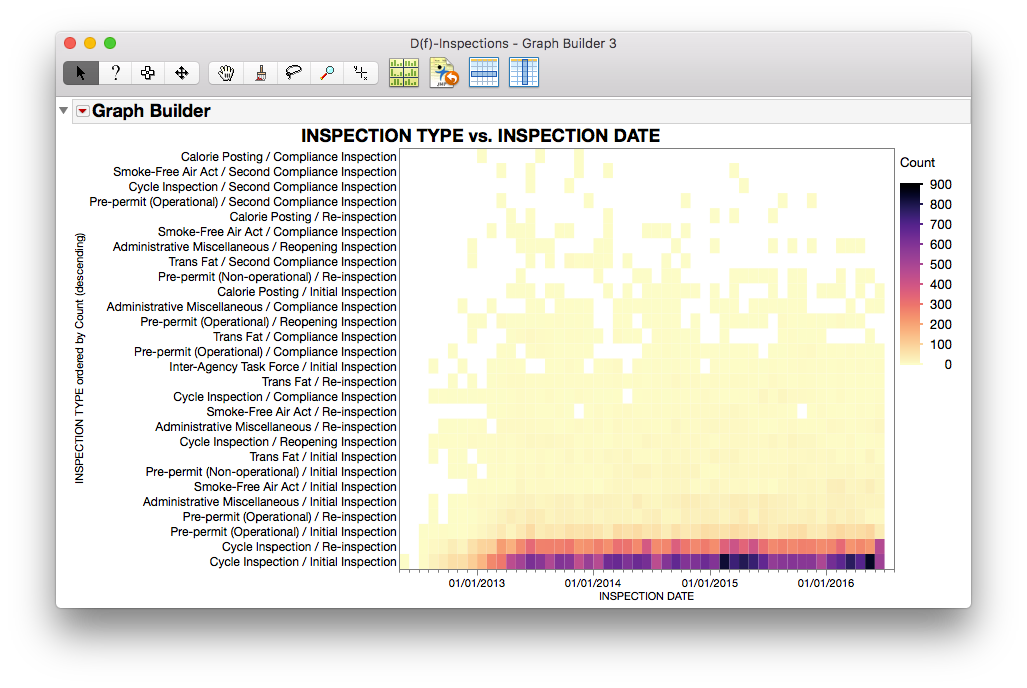 D(f)-Inspections - Graph Builder 3
Graph Builder
INSPECTION TYPE vs. INSPECTION DATE
INSPECTION TYPE ordered by Count (descending)
Calorie Posting / Compliance Inspection
Smoke-Free Air Act / Second Compliance Inspection
Cycle Inspection / Second Compliance Inspection
Pre-permit (Operational) / Second Compliance Inspection
Calorie Posting / Re-inspection
Smoke-Free Air Act / Compliance Inspection
Administrative Miscellaneous / Reopening Inspection
Trans Fat / Second Compliance Inspection
Pre-permit (Non-operational) / Re-inspection
Calorie Posting / Initial Inspection
Administrative Miscellaneous / Compliance Inspection
Pre-permit (Operational) / Reopening Inspection
Trans Fat / Compliance Inspection
Pre-permit (Operational) / Compliance Inspection
Inter-Agency Task Force / Initial Inspection
Trans Fat / Re-inspection
Cycle Inspection / Compliance Inspection
Smoke-Free Air Act / Re-inspection
Administrative Miscellaneous / Re-inspection
Cycle Inspection / Reopening Inspection
Trans Fat / Initial Inspection
Pre-permit (Non-operational) / Initial Inspection
Smoke-Free Air Act / Initial Inspection
Administrative Miscellaneous / Initial Inspection
Pre-permit (Operational) / Re-inspection
Pre-permit (Operational) / Initial Inspection
Cycle Inspection / Re-inspection
Cycle Inspection / Initial Inspection
01/01/2013 01/01/2014 01/01/2015 01/01/2016
INSPECTION DATE
Count
900
800
700
600
500
400
300
200
100
0